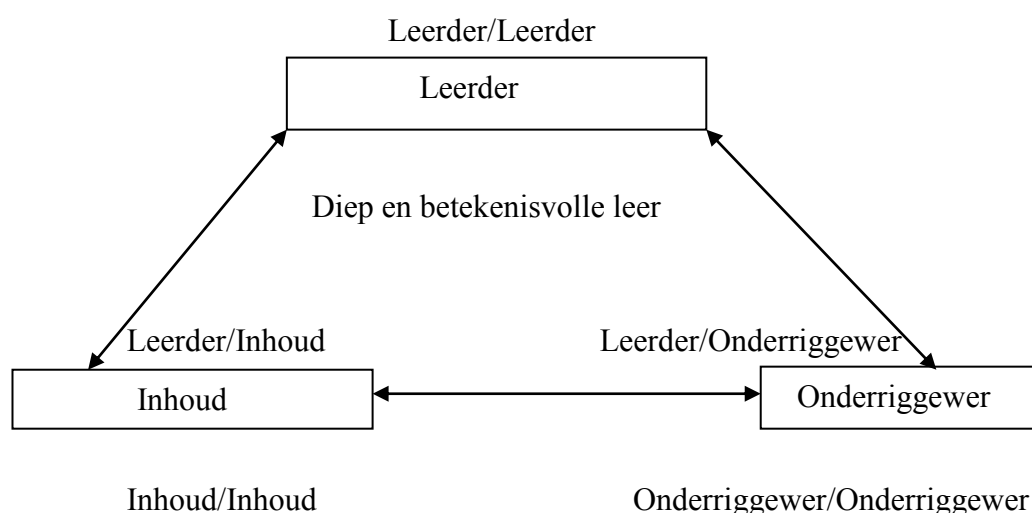 Leerder/Leerder
Leerder
Diep en betekenisvolle leer
Leerder/Inhoud
Leerder/Onderriggewer
Inhoud
Onderriggewer
Inhoud/Inhoud
Onderriggewer/Onderriggewer